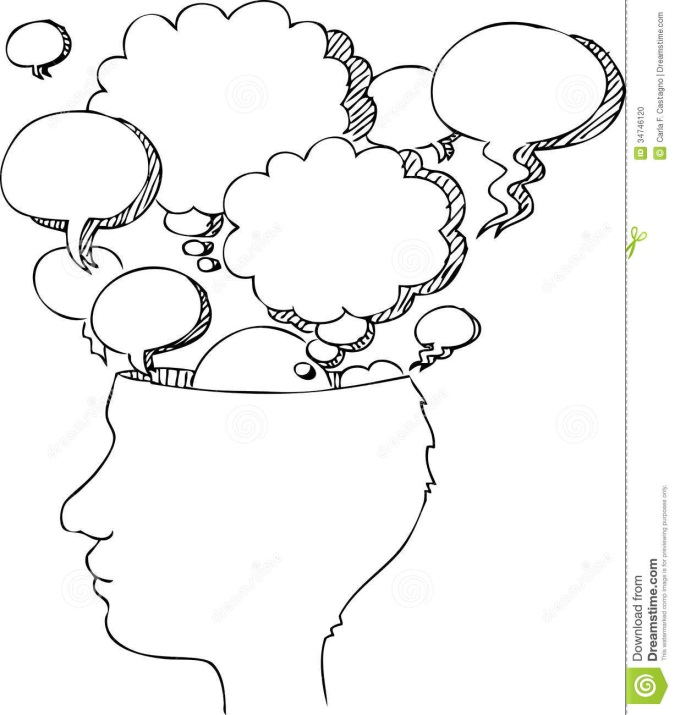 ID 34746120
© Carla F. Castagno | Dreamstime.com
Download from
Dreamstime.com
This watermarked comp image is for previewing purposes only.
dreamstime